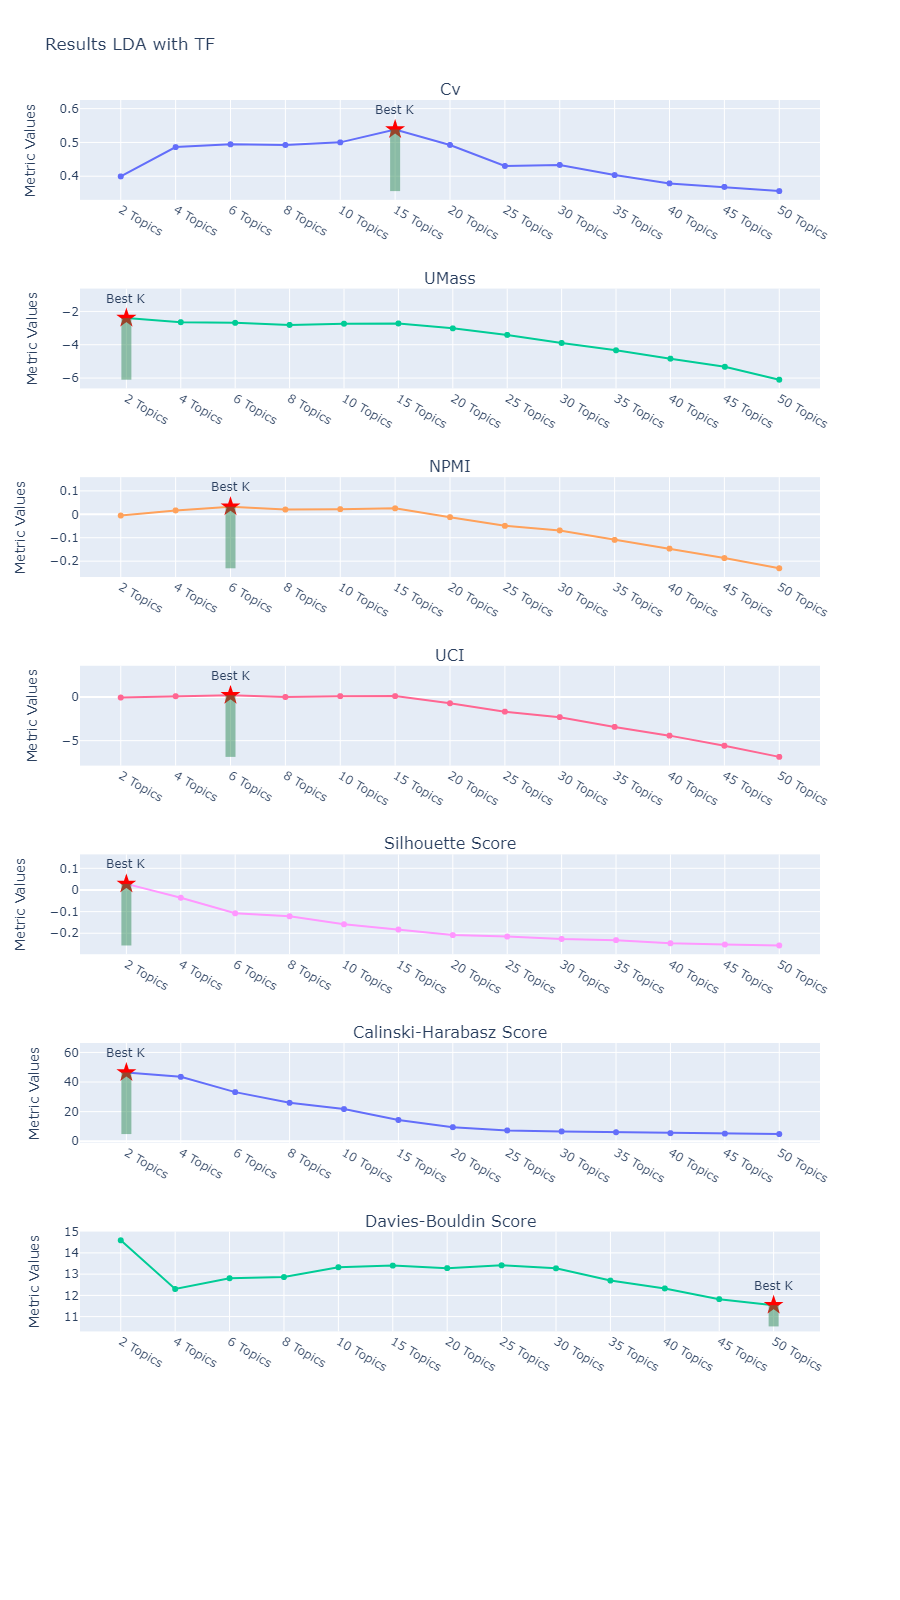 Results LDA with TF
Cv
Metric Values
0.6
0.5
0.4
Best K
2 Topics
4 Topics
6 Topics
8 Topics
10 Topics
15 Topics
20 Topics
25 Topics
30 Topics
35 Topics
40 Topics
45 Topics
50 Topics
UMass
Metric Values
−2
−4
−6
Best K
2 Topics
4 Topics
6 Topics
8 Topics
10 Topics
15 Topics
20 Topics
25 Topics
30 Topics
35 Topics
40 Topics
45 Topics
50 Topics
NPMI
Metric Values
0.1
0
−0.1
−0.2
Best K
2 Topics
4 Topics
6 Topics
8 Topics
10 Topics
15 Topics
20 Topics
25 Topics
30 Topics
35 Topics
40 Topics
45 Topics
50 Topics
UCI
Metric Values
0
−5
Best K
2 Topics
4 Topics
6 Topics
8 Topics
10 Topics
15 Topics
20 Topics
25 Topics
30 Topics
35 Topics
40 Topics
45 Topics
50 Topics
Silhouette Score
Metric Values
0.1
0
−0.1
−0.2
Best K
2 Topics
4 Topics
6 Topics
8 Topics
10 Topics
15 Topics
20 Topics
25 Topics
30 Topics
35 Topics
40 Topics
45 Topics
50 Topics
Calinski-Harabasz Score
Metric Values
60
40
20
0
Best K
2 Topics
4 Topics
6 Topics
8 Topics
10 Topics
15 Topics
20 Topics
25 Topics
30 Topics
35 Topics
40 Topics
45 Topics
50 Topics
Davies-Bouldin Score
Metric Values
15
14
13
12
11
Best K
2 Topics
4 Topics
6 Topics
8 Topics
10 Topics
15 Topics
20 Topics
25 Topics
30 Topics
35 Topics
40 Topics
45 Topics
50 Topics